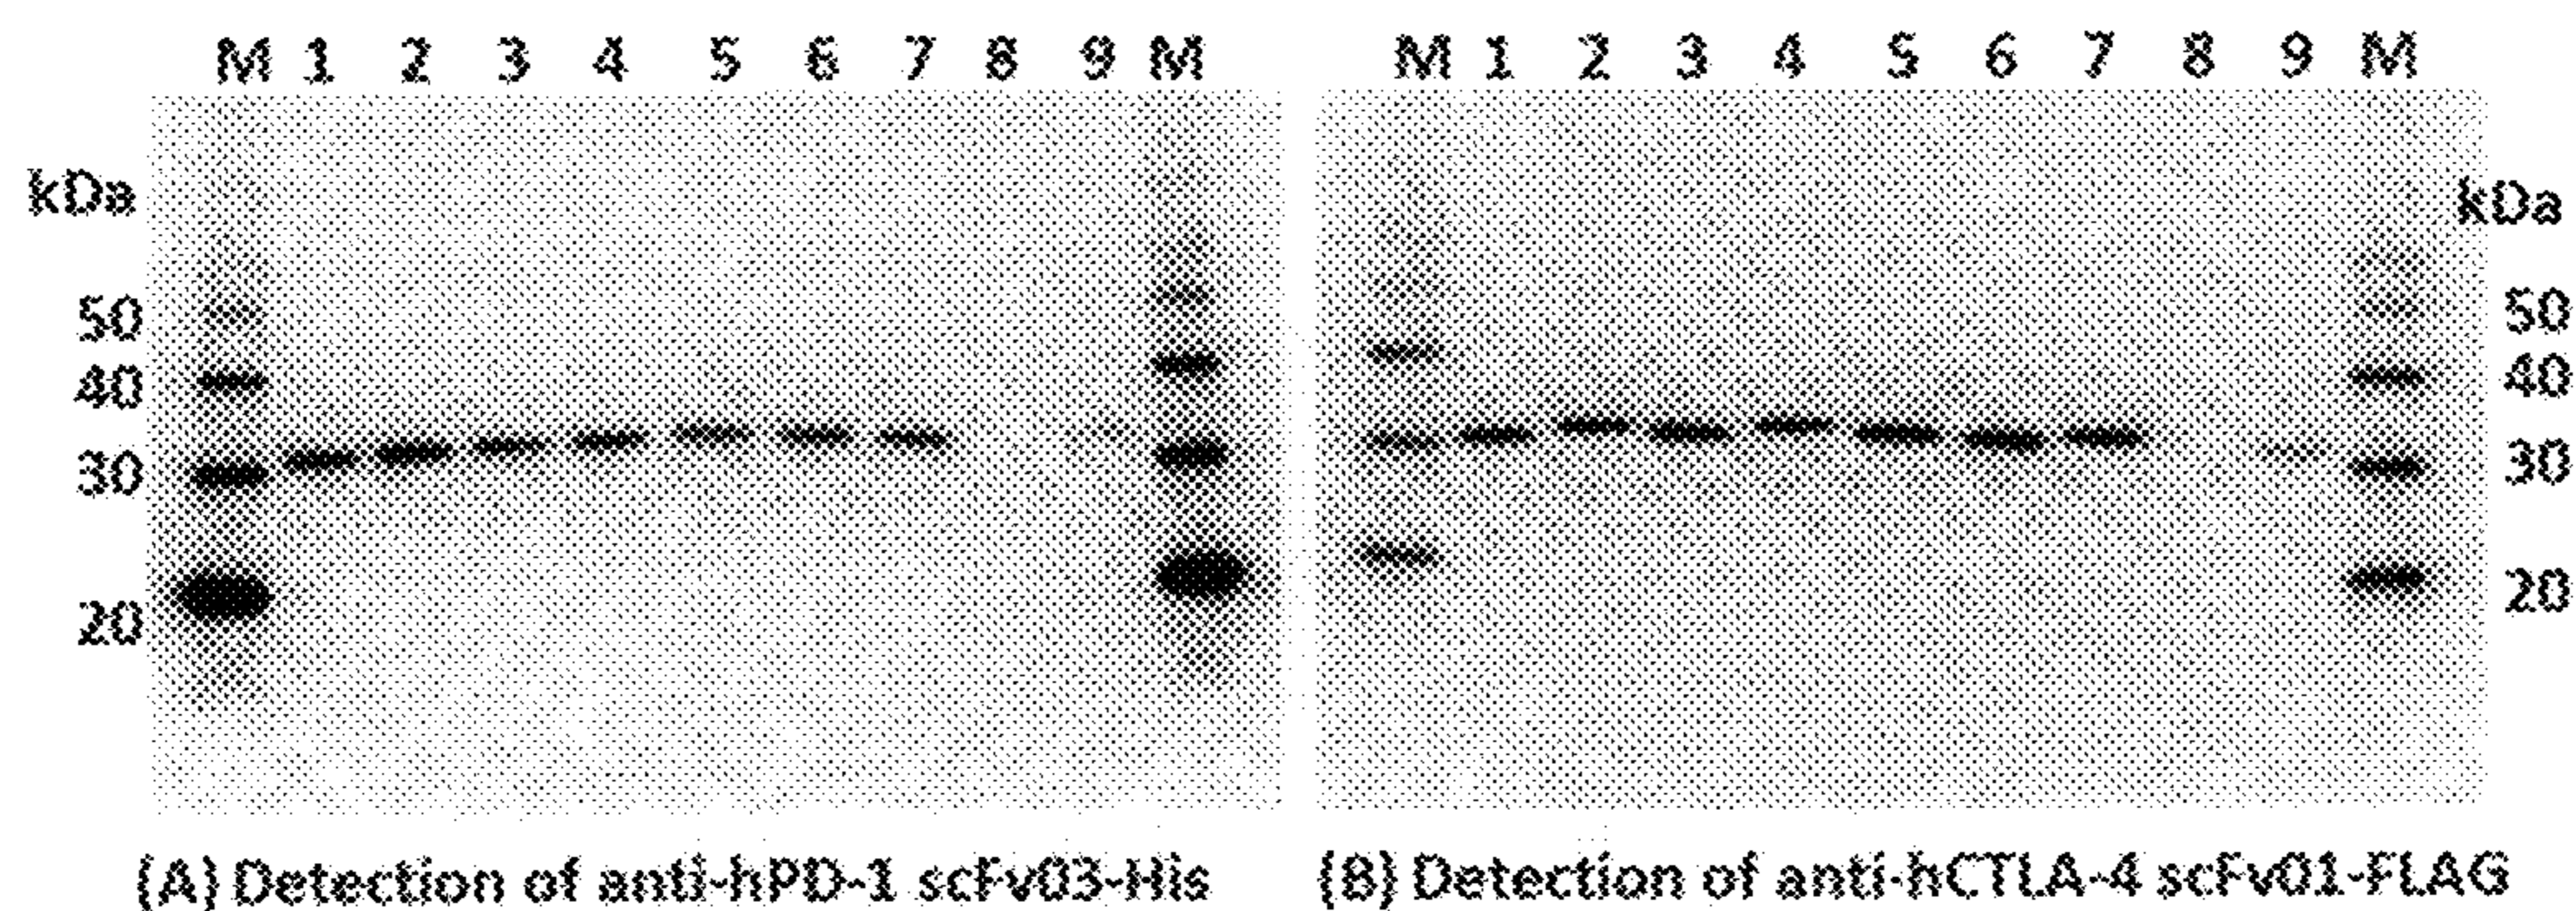 M 1 2 3 4 5 6 7 8 9 M M 1 2 3 4 5 6 7 8 9 M
kDa kDa
50 50
40 40
30 30
20 20
(A) Detection of anti-hPD-1 scFv03-His (B) Detection of anti-hCTLA-4 scFv01-FLAG